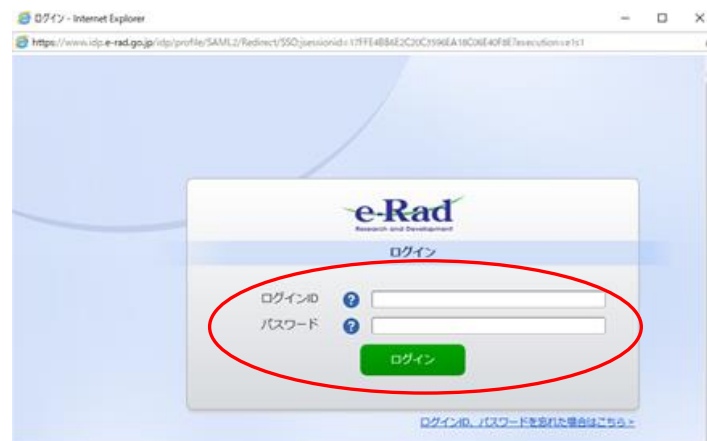 ログイン - Internet Explorer
https://www.idp.e-rad.go.jp/idp/profile/SAML2/Redirect/SSO;jsessionid=
e-Rad
Research and Development
ログイン
ログインID
パスワード
ログイン
ログインID、パスワードを忘れた場合はこちら >